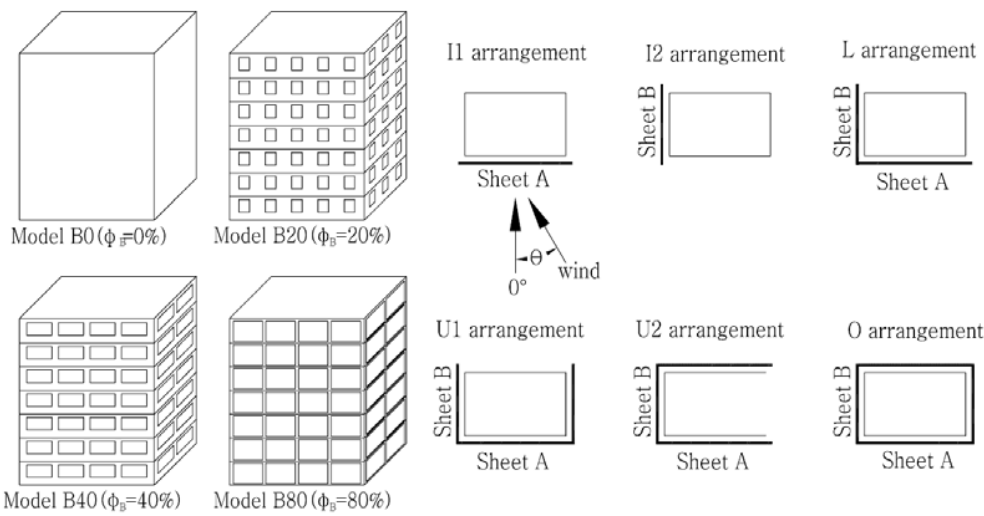 I1 arrangement
I2 arrangement
L arrangement
Sheet B
Sheet B
Sheet A
Sheet A
Model B0(ϕB=0%)
Model B20(ϕB=20%)
θ
wind
0°
U1 arrangement
U2 arrangement
O arrangement
Sheet B
Sheet B
Sheet B
Sheet A
Sheet A
Sheet A
Model B40(ϕB=40%)
Model B80(ϕB=80%)